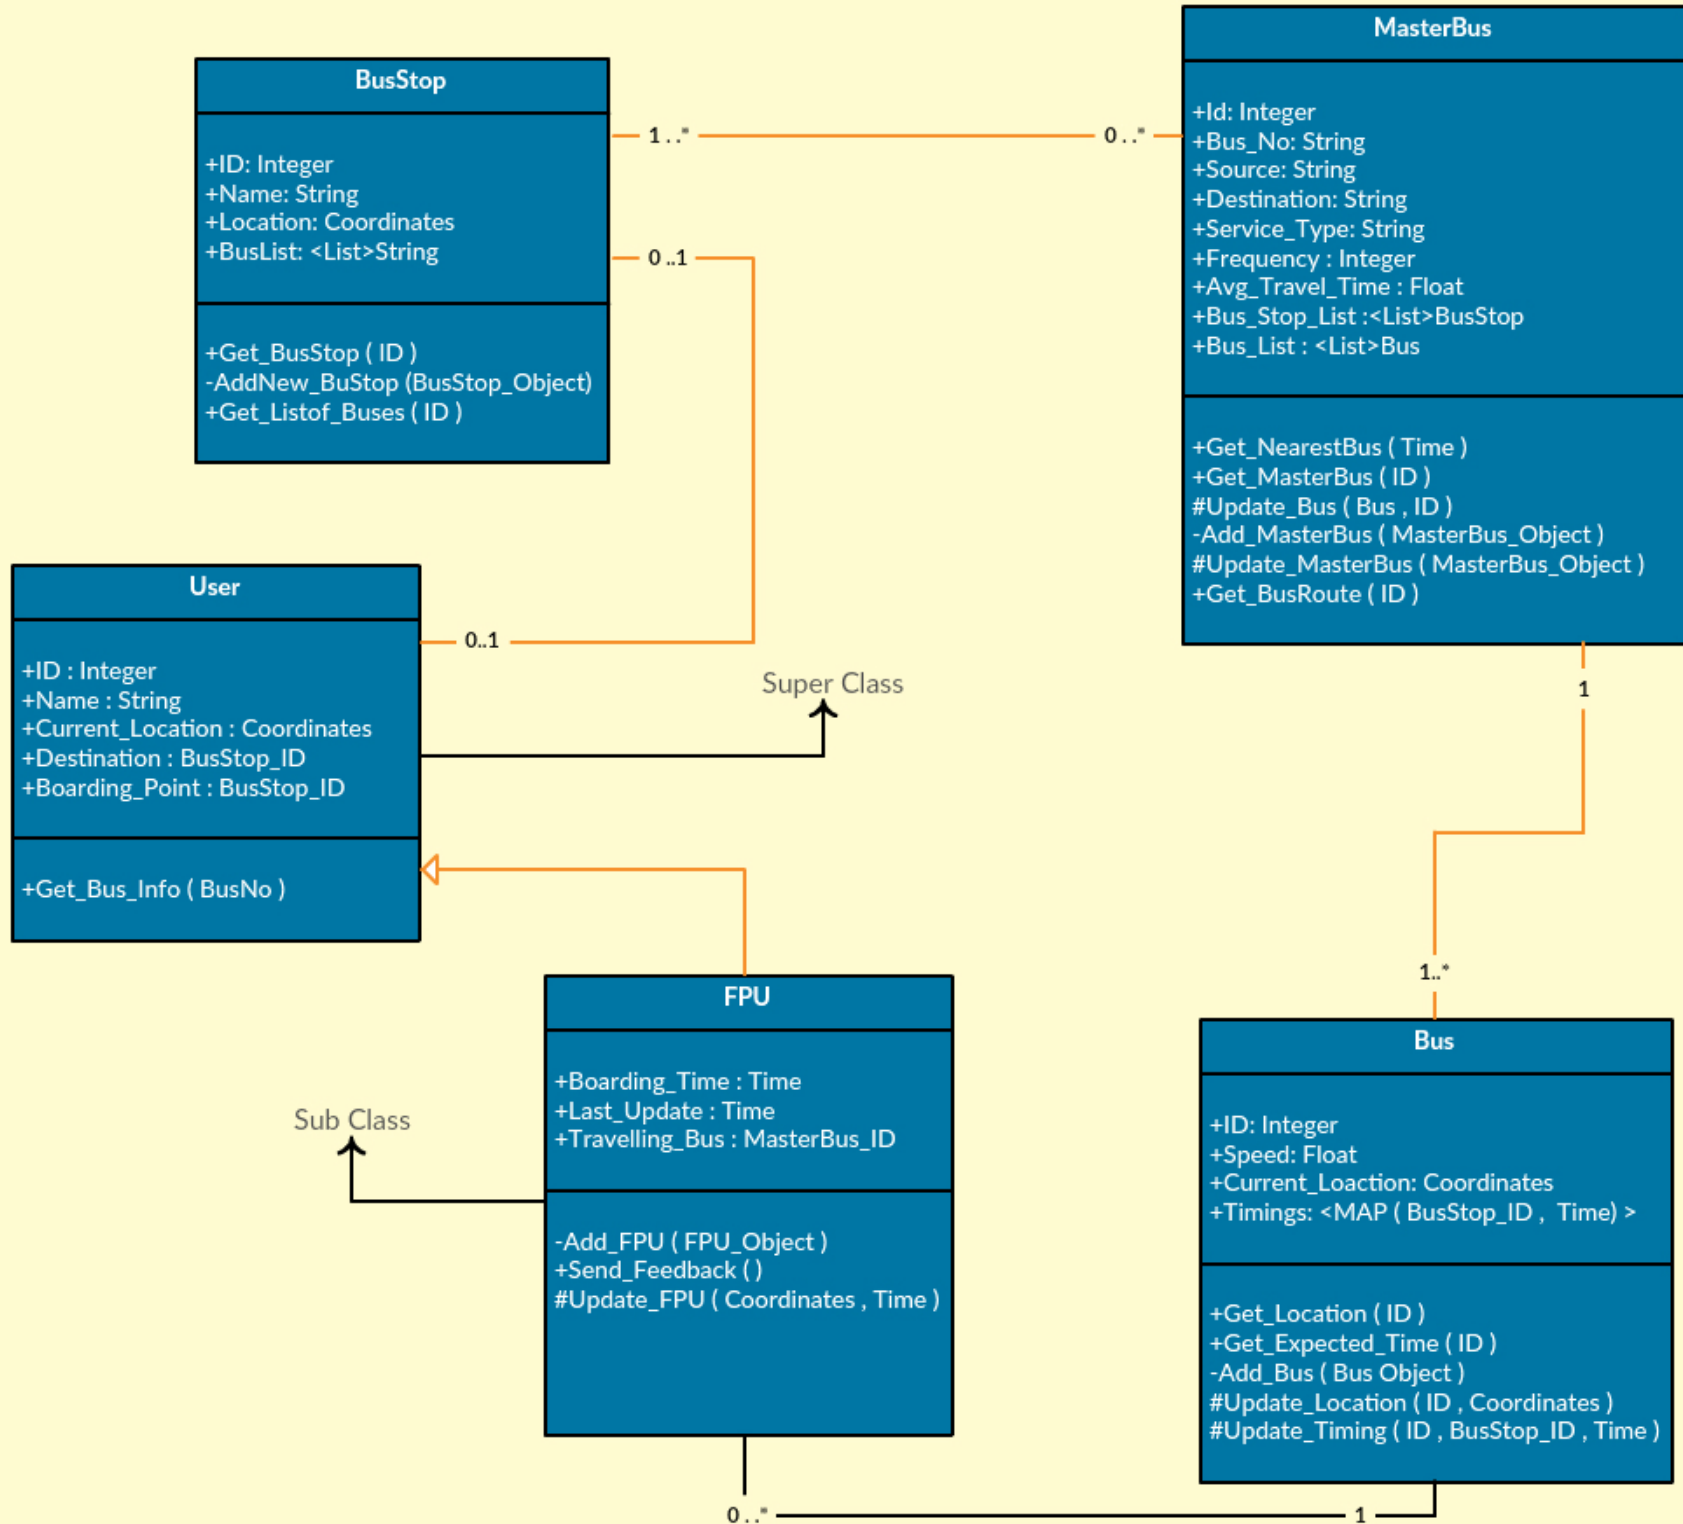 BusStop
+ID: Integer
+Name: String
+Location: Coordinates
+BusList: <List>String
+Get_BusStop ( ID )
-AddNew_BuStop (BusStop_Object)
+Get_Listof_Buses ( ID )
1 . .*
0 . .*
0 ..1
MasterBus
+Id: Integer
+Bus_No: String
+Source: String
+Destination: String
+Service_Type: String
+Frequency : Integer
+Avg_Travel_Time : Float
+Bus_Stop_List :<List>BusStop
+Bus_List : <List>Bus
+Get_NearestBus ( Time )
+Get_MasterBus ( ID )
#Update_Bus ( Bus , ID )
-Add_MasterBus ( MasterBus_Object )
#Update_MasterBus ( MasterBus_Object )
+Get_BusRoute ( ID )
User
+ID : Integer
+Name : String
+Current_Location : Coordinates
+Destination : BusStop_ID
+Boarding_Point : BusStop_ID
+Get_Bus_Info ( BusNo )
0..1
Super Class
1
1..*
FPU
+Boarding_Time : Time
+Last_Update : Time
+Travelling_Bus : MasterBus_ID
-Add_FPU ( FPU_Object )
+Send_Feedback ( )
#Update_FPU ( Coordinates , Time )
Sub Class
Bus
+ID: Integer
+Speed: Float
+Current_Loaction: Coordinates
+Timings: <MAP ( BusStop_ID , Time) >
+Get_Location ( ID )
+Get_Expected_Time ( ID )
-Add_Bus ( Bus Object )
#Update_Location ( ID , Coordinates )
#Update_Timing ( ID , BusStop_ID , Time )
0 . .*
1